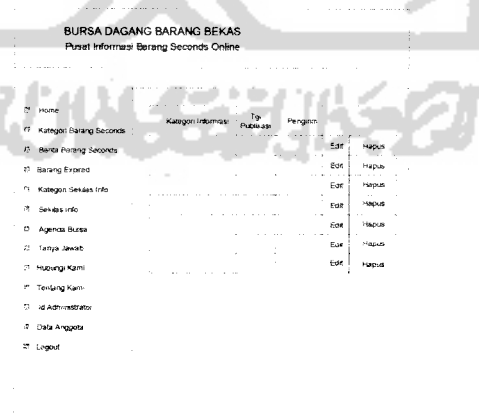 BURSA DAGANG BARANG BEKAS
Pusat Informasi Barang Seconds Online
Home
Kategori Barang Seconds
Berita Barang Seconds
Barang Expired
Kategori Sekilas Info
Sekilas Info
Agenda Bursa
Tanya Jawab
Hubungi Kami
Tentang Kami
Id Administrator
Data Anggota
Logout
Kategori Informasi
Tgl Publikasi
Pengirim
Edit Hapus
Edit Hapus
Edit Hapus
Edit Hapus
Edit Hapus
Edit Hapus
Edit Hapus